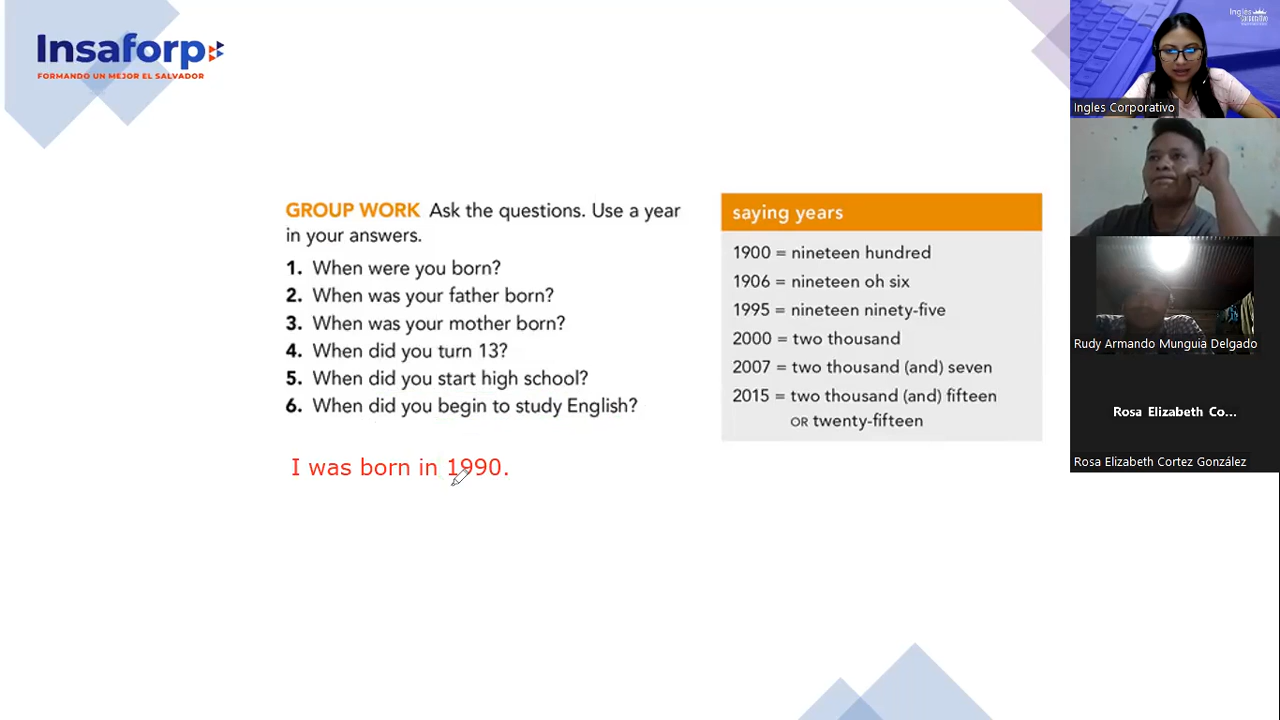 Insaforp
FORMANDO UN MEJOR EL SALVADOR
GROUP WORK Ask the questions. Use a year
in your answers.
1. When were you born?
2. When was your father born?
3. When was your mother born?
4. When did you turn 13?
5. When did you start high school?
6. When did you begin to study English?
I was born in 1990.
saying years
1900 = nineteen hundred
1906 = nineteen oh six
1995 = nineteen ninety-five
2000 = two thousand
2007 = two thousand (and) seven
2015 = two thousand (and) fifteen
OR twenty-fifteen
Ingles
Ingles Corporativo
Rudy Armando Munguia Delgado
Rosa Elizabeth Co...
Rosa Elizabeth Cortez González